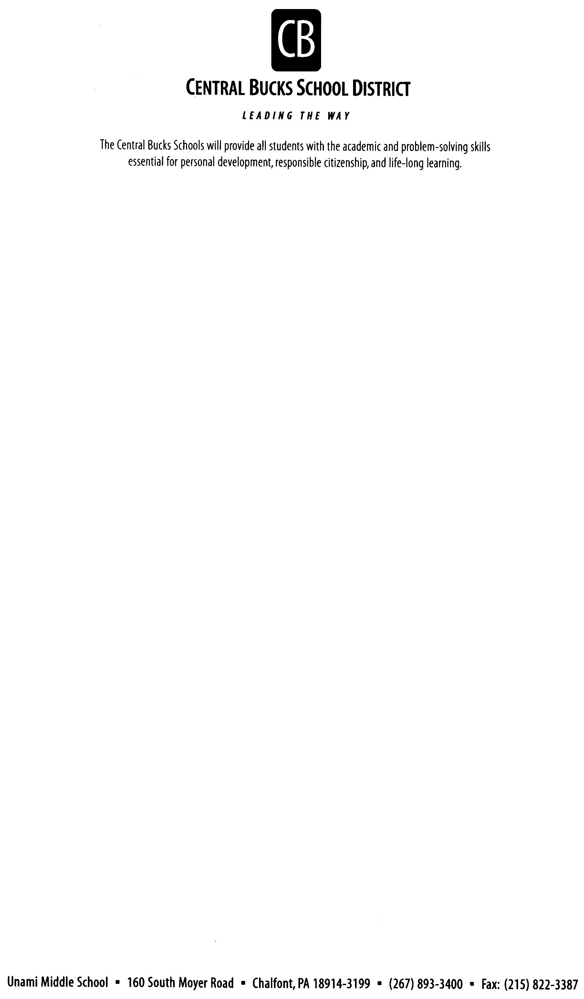 CB
CENTRAL BUCKS SCHOOL DISTRICT
LEADING THE WAY
The Central Bucks Schools will provide all students with the academic and problem-solving skills
essential for personal development, responsible citizenship, and life-long learning.
Unami Middle School ▪ 160 South Moyer Road ▪ Chalfont, PA 18914-3199 ▪ (267) 893-3400 ▪ Fax: (215) 822-3387